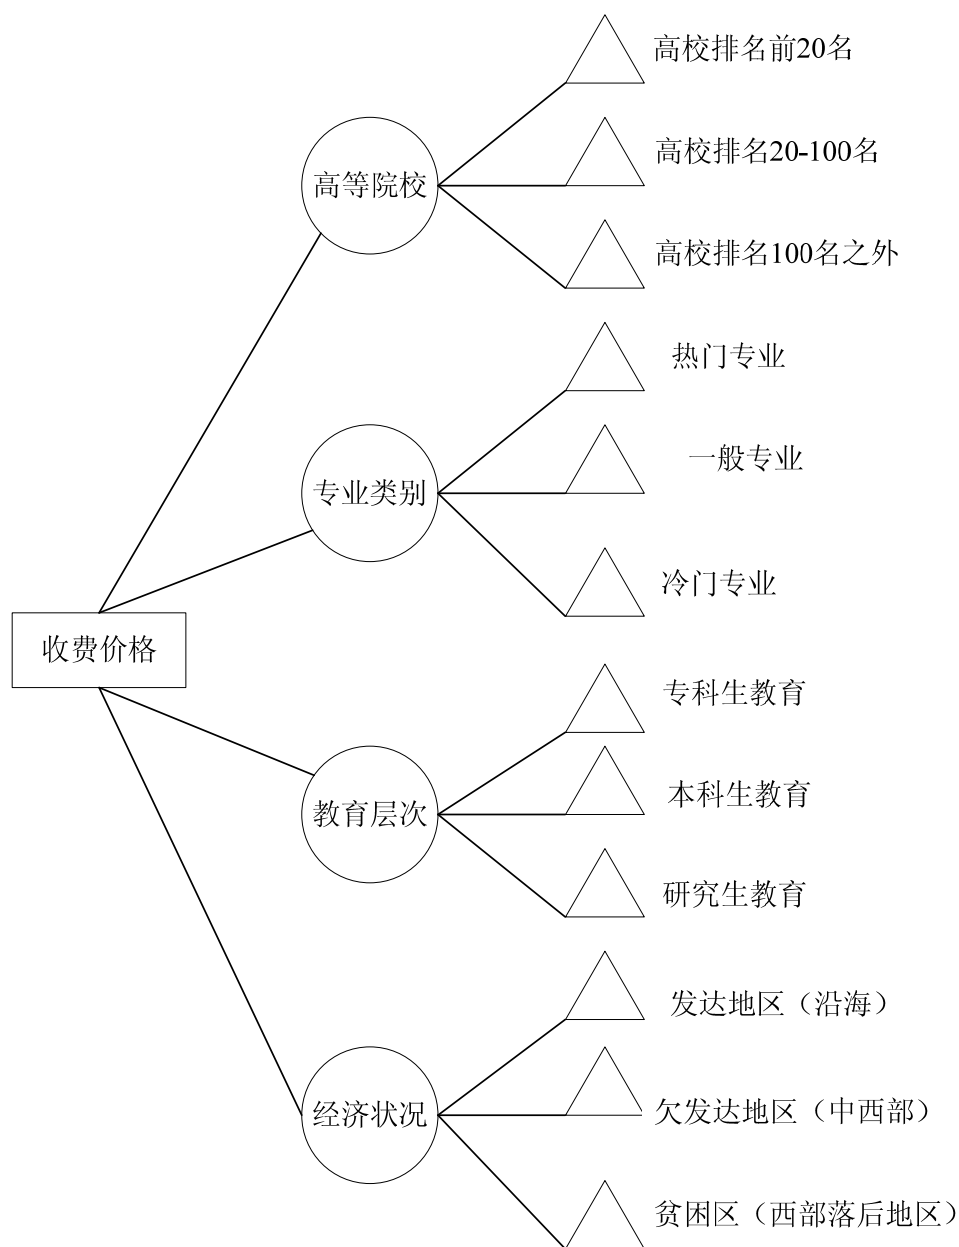 高校排名前20名
高校排名20-100名
高等院校
高校排名100名之外
热门专业
一般专业
专业类别
冷门专业
收费价格
专科生教育
本科生教育
教育层次
研究生教育
发达地区（沿海）
欠发达地区（中西部）
经济状况
贫困区（西部落后地区）